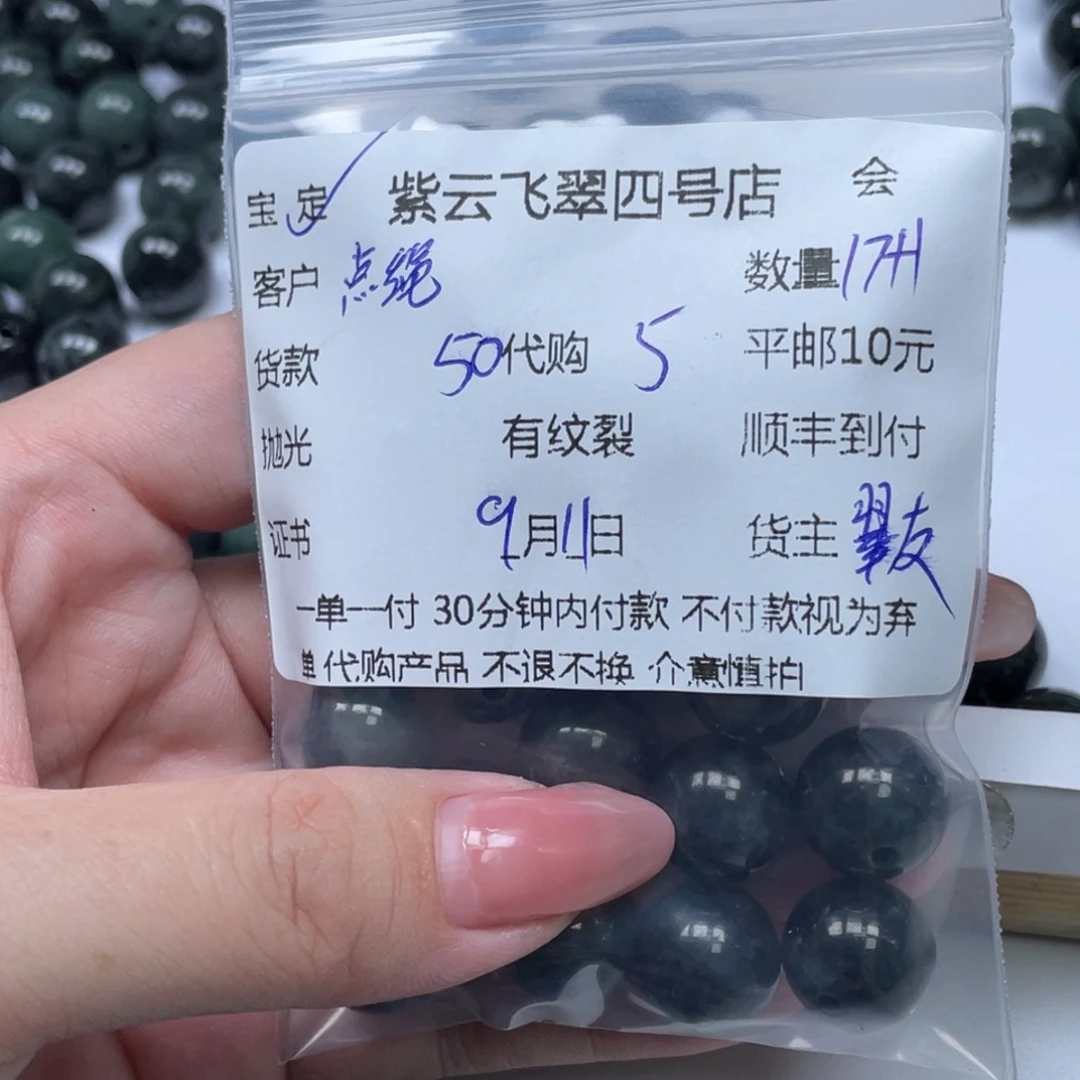 宝 定 紫云飞翠四号店 会
客户 点绳 数量 17H
货款 50 代购 5 平邮10元
抛光 有纹裂 顺丰到付
证书 9月11日 货主 翠友
一单一付 30分钟内付款 不付款视为弃
单 代购产品 不退不换 介意慎拍